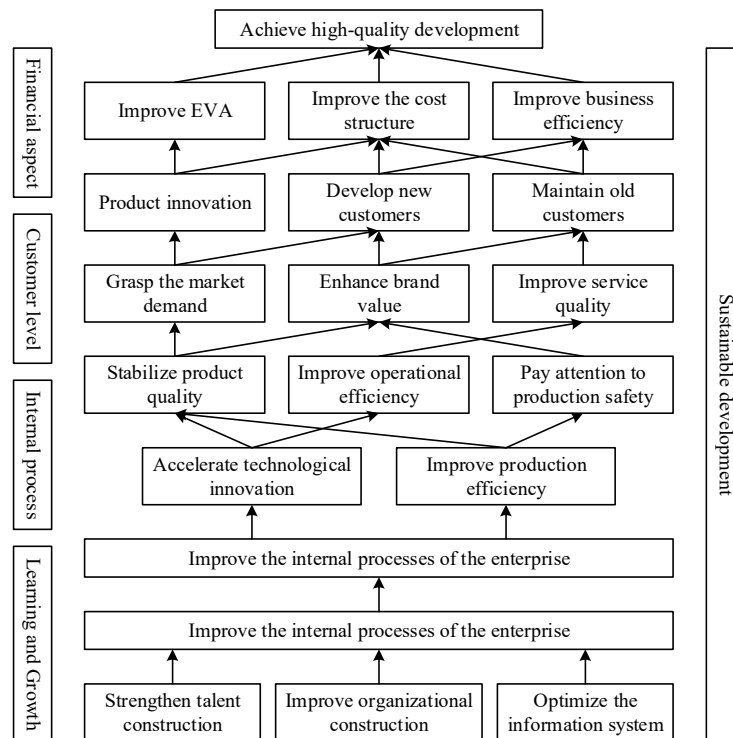 Achieve high-quality development
Financial aspect
Improve EVA
Improve the cost
structure
Improve business
efficiency
Product innovation
Develop new
customers
Maintain old
customers
Customer level
Grasp the market
demand
Enhance brand
value
Improve service
quality
Stabilize product
quality
Improve operational
efficiency
Pay attention to
production safety
Internal process
Accelerate technological
innovation
Improve production
efficiency
Learning and Growth
Improve the internal processes of the enterprise
Improve the internal processes of the enterprise
Strengthen talent
construction
Improve organizational
construction
Optimize the
information system
Sustainable development